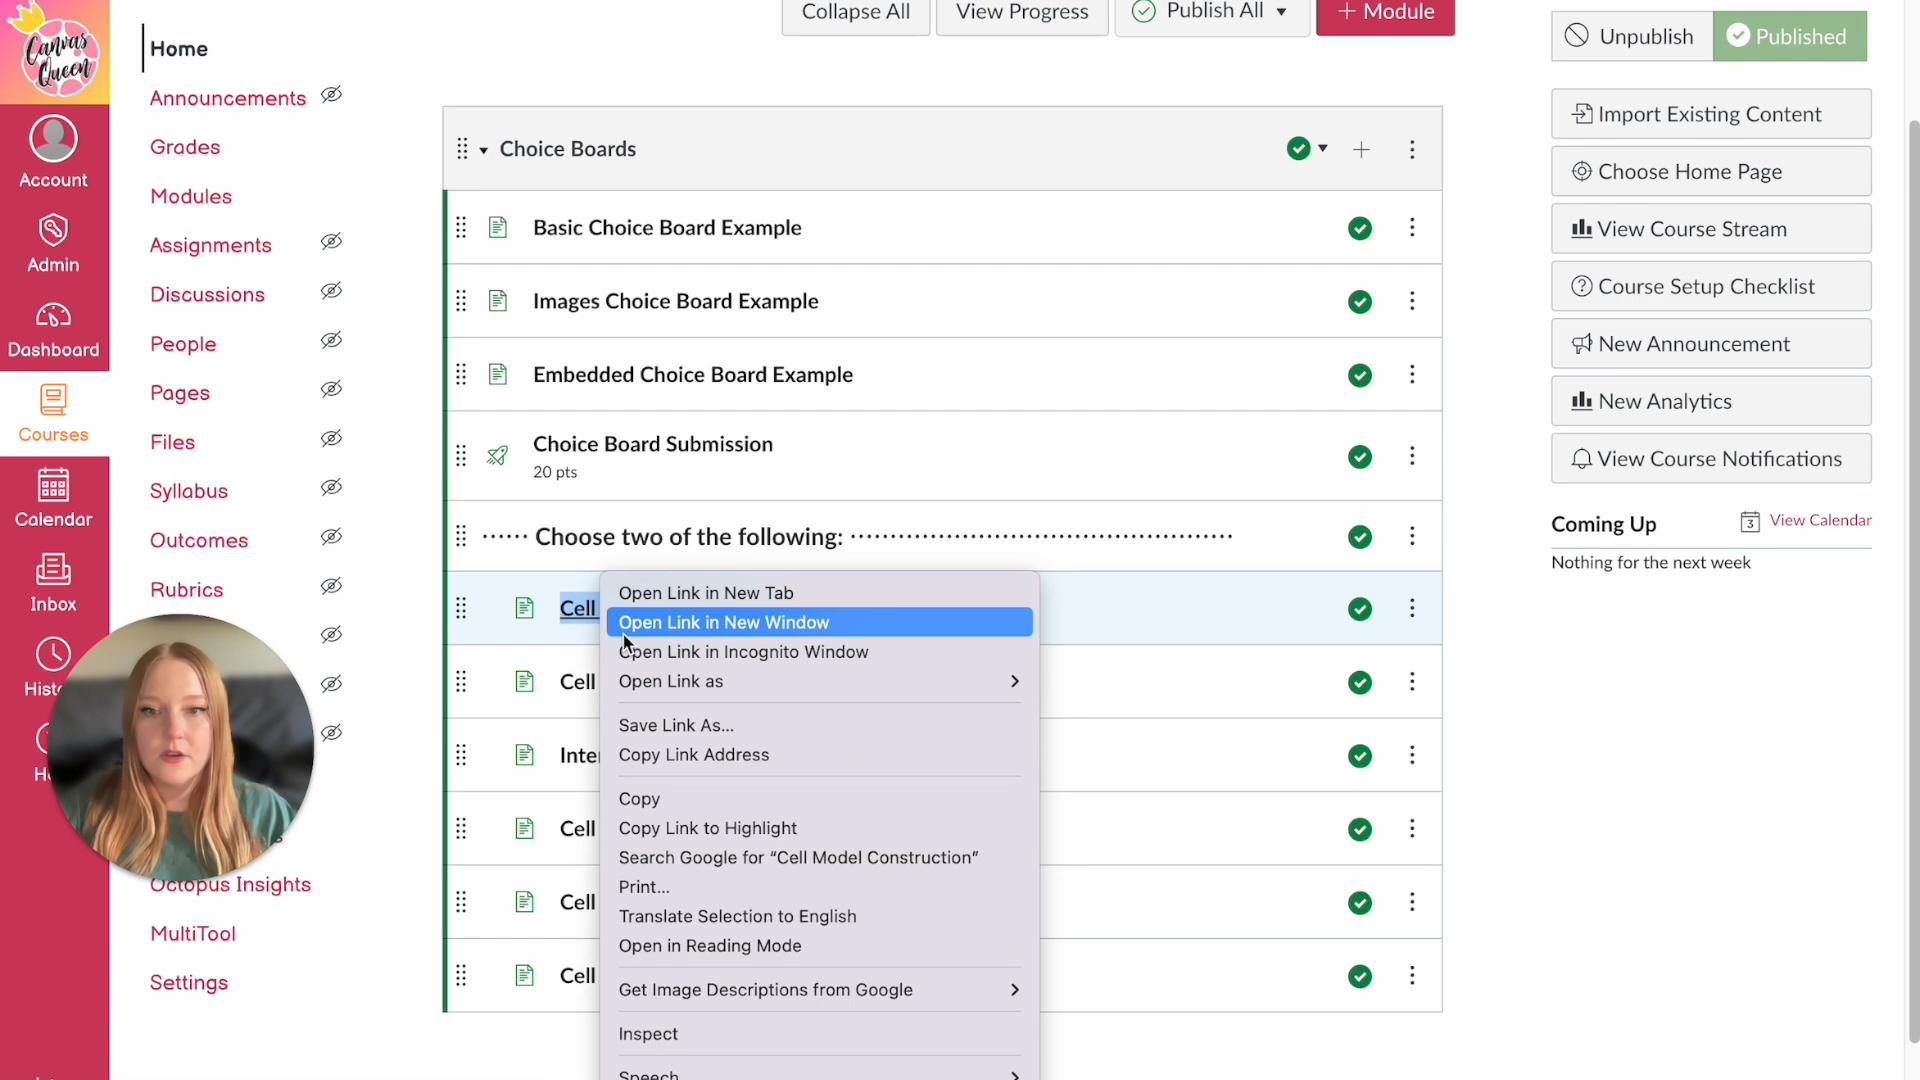 Canvas
Queen
Account
Admin
Dashboard
Courses
Calendar
Inbox
Home
Announcements
Grades
Modules
Assignments
Discussions
People
Pages
Files
Syllabus
Outcomes
Rubrics
Octopus Insights
MultiTool
Settings
Collapse All
View Progress
Publish All
+ Module
Choice Boards
Basic Choice Board Example
Images Choice Board Example
Embedded Choice Board Example
Choice Board Submission
20 pts
Choose two of the following:
Cell
Cell
Cell
Cell
Cell
Open Link in New Tab
Open Link in New Window
Open Link in Incognito Window
Open Link as
Save Link As...
Copy Link Address
Copy
Copy Link to Highlight
Search Google for “Cell Model Construction”
Print...
Translate Selection to English
Open in Reading Mode
Get Image Descriptions from Google
Inspect
Speech
Unpublish
Published
Import Existing Content
Choose Home Page
View Course Stream
Course Setup Checklist
New Announcement
New Analytics
View Course Notifications
Coming Up
3
View Calendar
Nothing for the next week